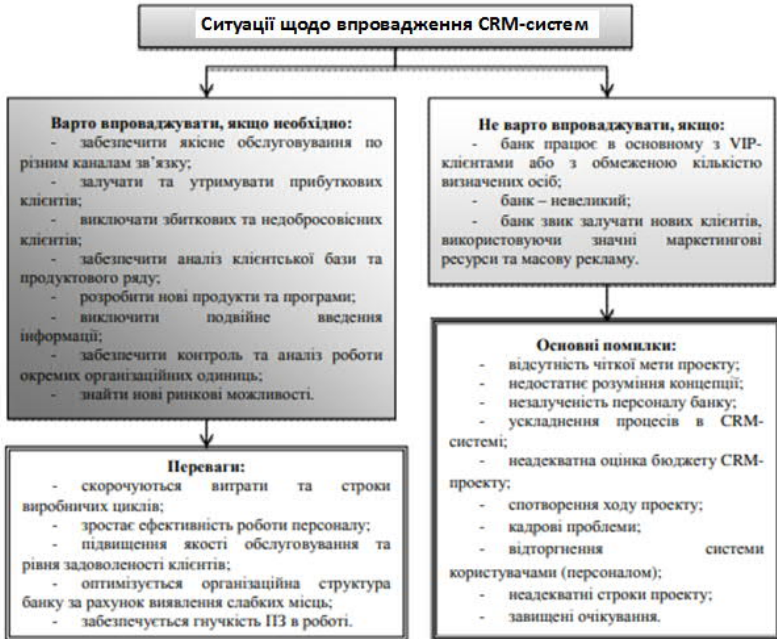 Ситуації щодо впровадження CRM-систем
Варто впроваджувати, якщо необхідно:
- забезпечити якісне обслуговування по
різним каналам зв’язку;
- залучати та утримувати прибуткових
клієнтів;
- виключати збиткових та недобросовісних
клієнтів;
- забезпечити аналіз клієнтської бази та
продуктового ряду;
- розробити нові продукти та програми;
- виключити подвійне введення
інформації;
- забезпечити контроль та аналіз роботи
окремих організаційних одиниць;
- знайти нові ринкові можливості.
Переваги:
- скорочуються витрати та строки
виробничих циклів;
- зростає ефективність роботи персоналу;
- підвищення якості обслуговування та
рівня задоволеності клієнтів;
- оптимізується організаційна структура
банку за рахунок виявлення слабких місць;
- забезпечується гнучкість ПЗ в роботі.
Не варто впроваджувати, якщо:
- банк працює в основному з VIP-
клієнтами або з обмеженою кількістю
визначених осіб;
- банк – невеликий;
- банк звик залучати нових клієнтів,
використовуючи значні маркетингові
ресурси та масову рекламу.
Основні помилки:
- відсутність чіткої мети проекту;
- недостатнє розуміння концепції;
- незалученість персоналу банку;
- ускладнення процесів в CRM-
системі;
- неадекватна оцінка бюджету CRM-
проекту;
- спотворення ходу проекту;
- кадрові проблеми;
- відторгнення системи
користувачами (персоналом);
- неадекватні строки проекту;
- завищені очікування.